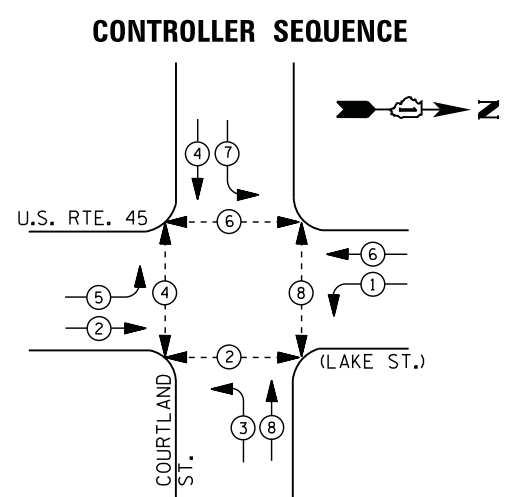 CONTROLLER SEQUENCE
N
4 7
U.S. RTE. 45
6
6
5
4
8
1
2
2
(LAKE ST.)
COURTLAND
ST.
3 8